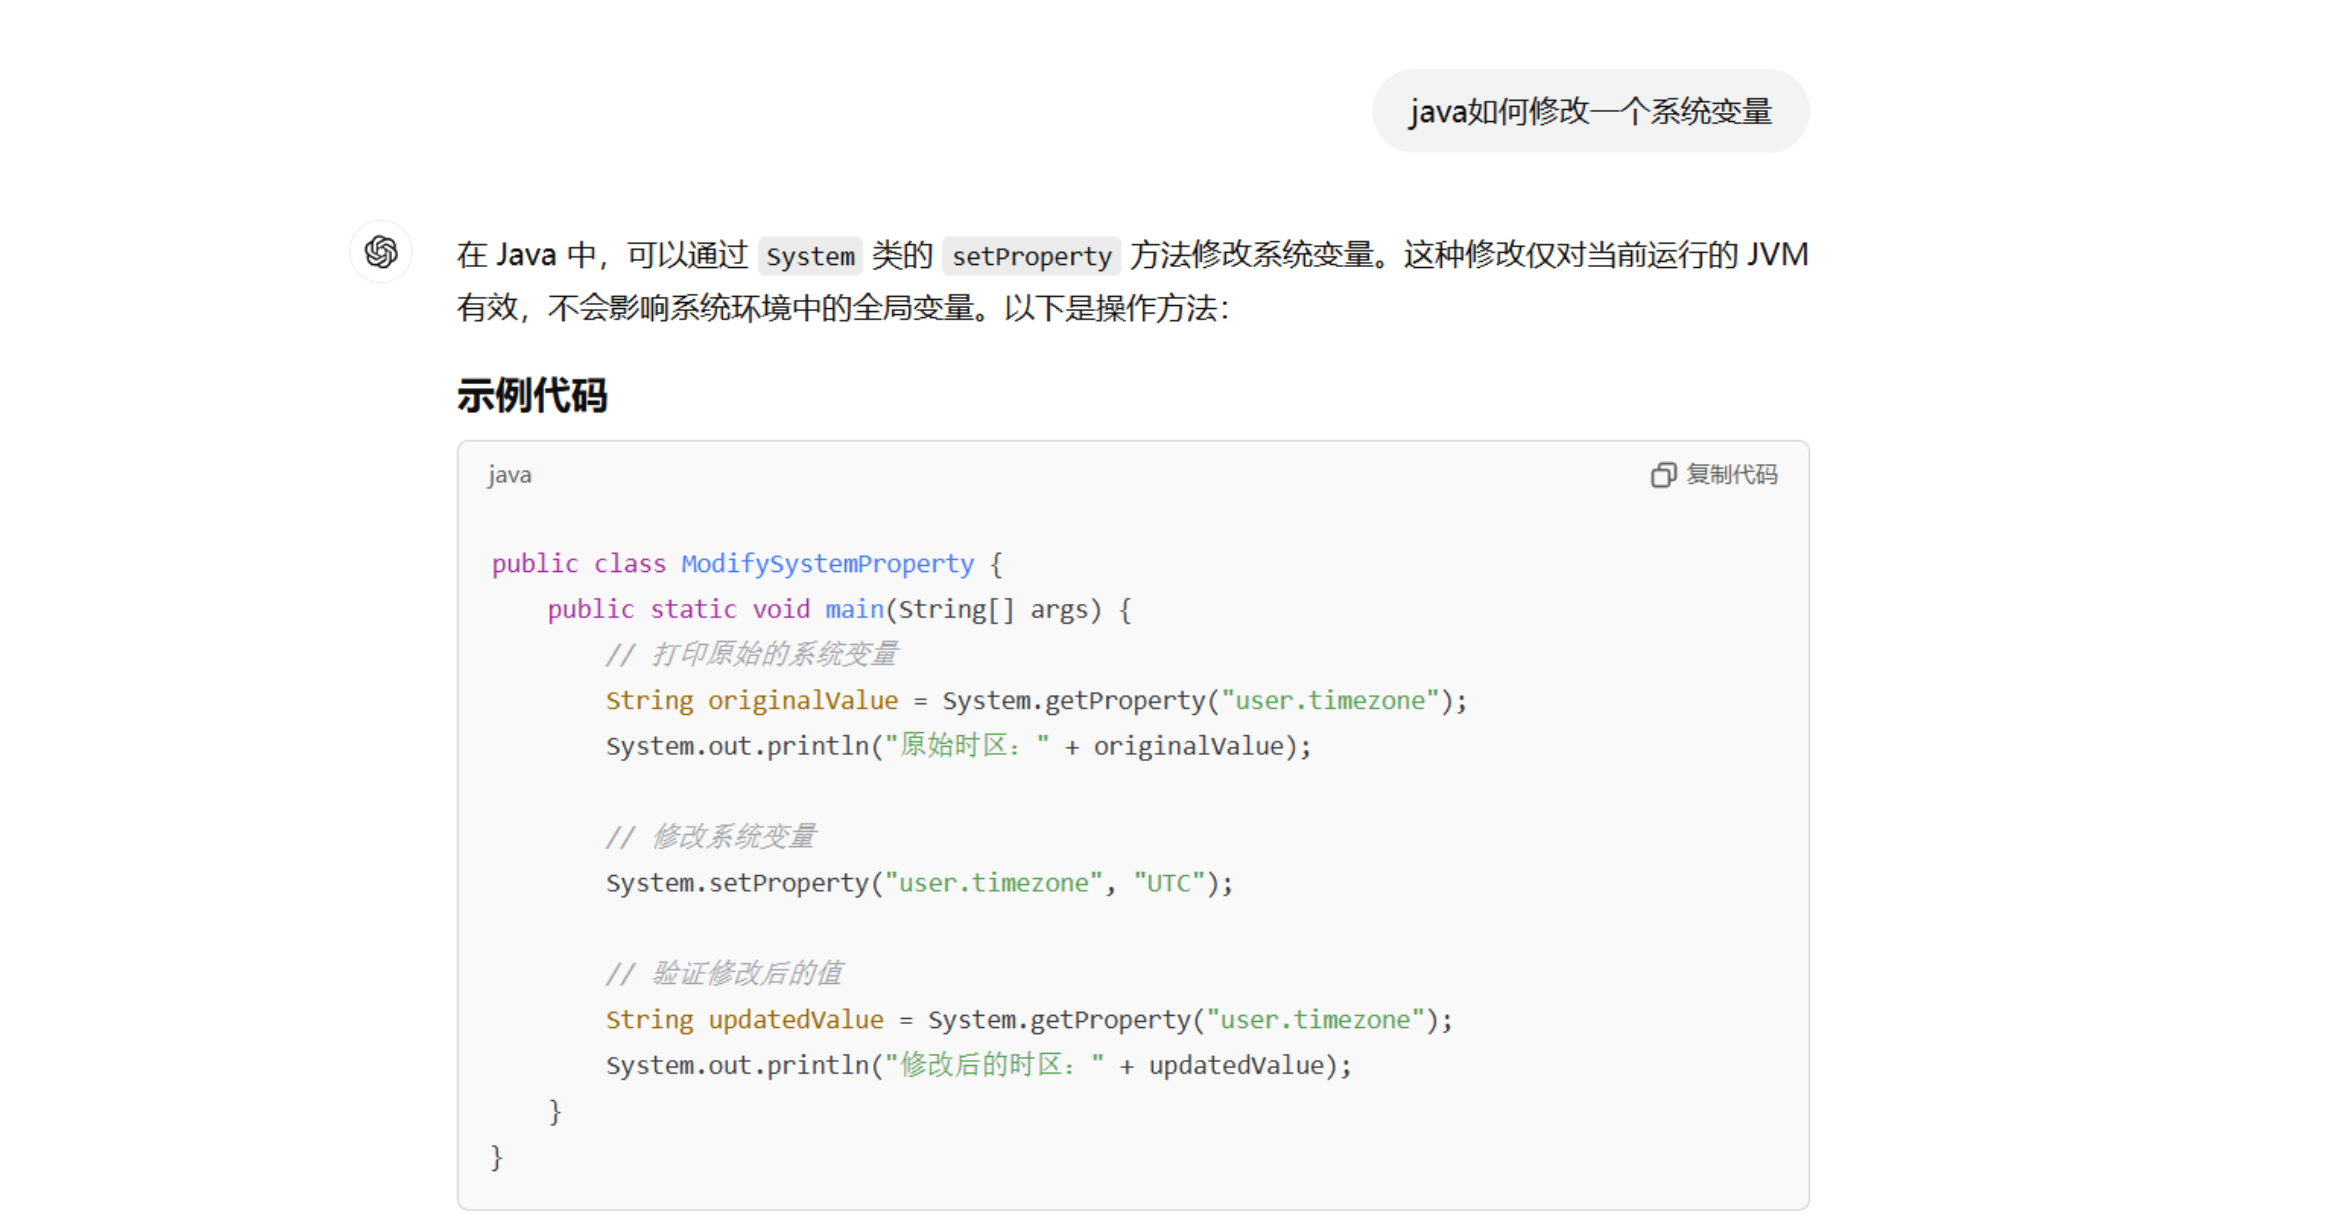 java如何修改一个系统变量
在 Java 中，可以通过 System 类的 setProperty 方法修改系统变量。这种修改仅对当前运行的 JVM
有效，不会影响系统环境中的全局变量。以下是操作方法：
示例代码
java
复制代码
public class ModifySystemProperty {
    public static void main(String[] args) {
        // 打印原始的系统变量
        String originalValue = System.getProperty("user.timezone");
        System.out.println("原始时区：" + originalValue);
        // 修改系统变量
        System.setProperty("user.timezone", "UTC");
        // 验证修改后的值
        String updatedValue = System.getProperty("user.timezone");
        System.out.println("修改后的时区：" + updatedValue);
    }
}